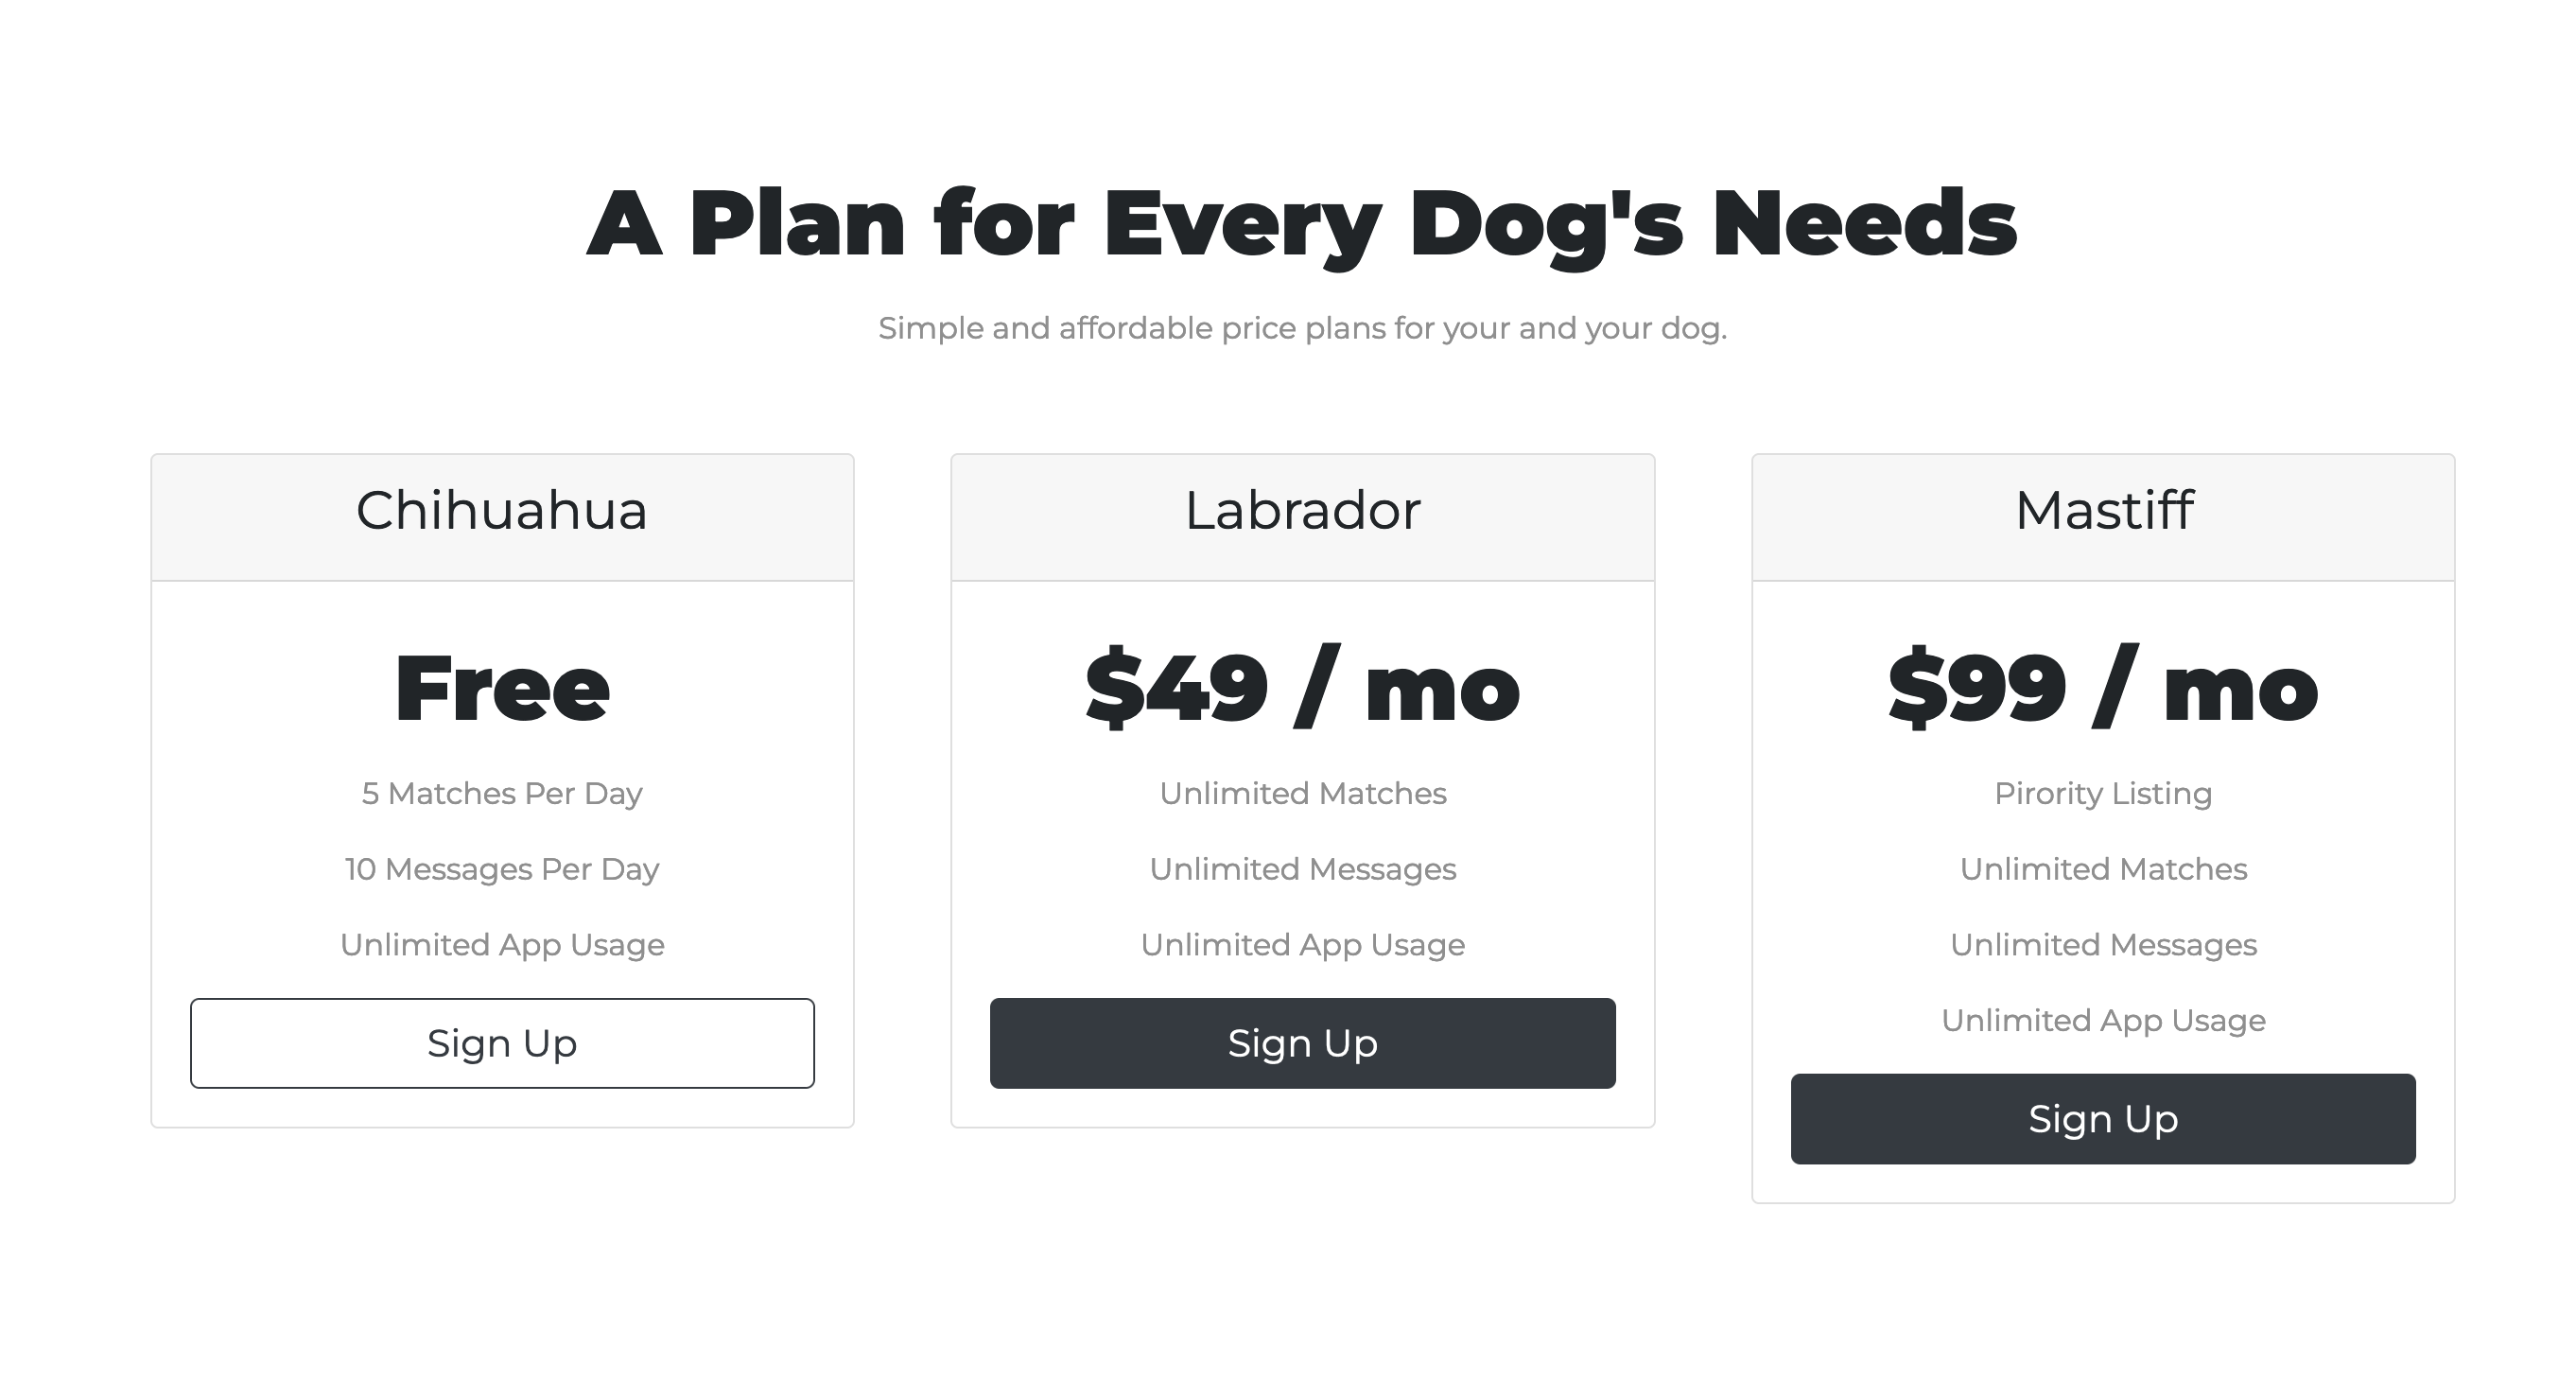 A Plan for Every Dog's Needs
Simple and affordable price plans for your and your dog.
Chihuahua
Free
5 Matches Per Day
10 Messages Per Day
Unlimited App Usage
Sign Up
Labrador
$49 / mo
Unlimited Matches
Unlimited Messages
Unlimited App Usage
Sign Up
Mastiff
$99 / mo
Pirority Listing
Unlimited Matches
Unlimited Messages
Unlimited App Usage
Sign Up